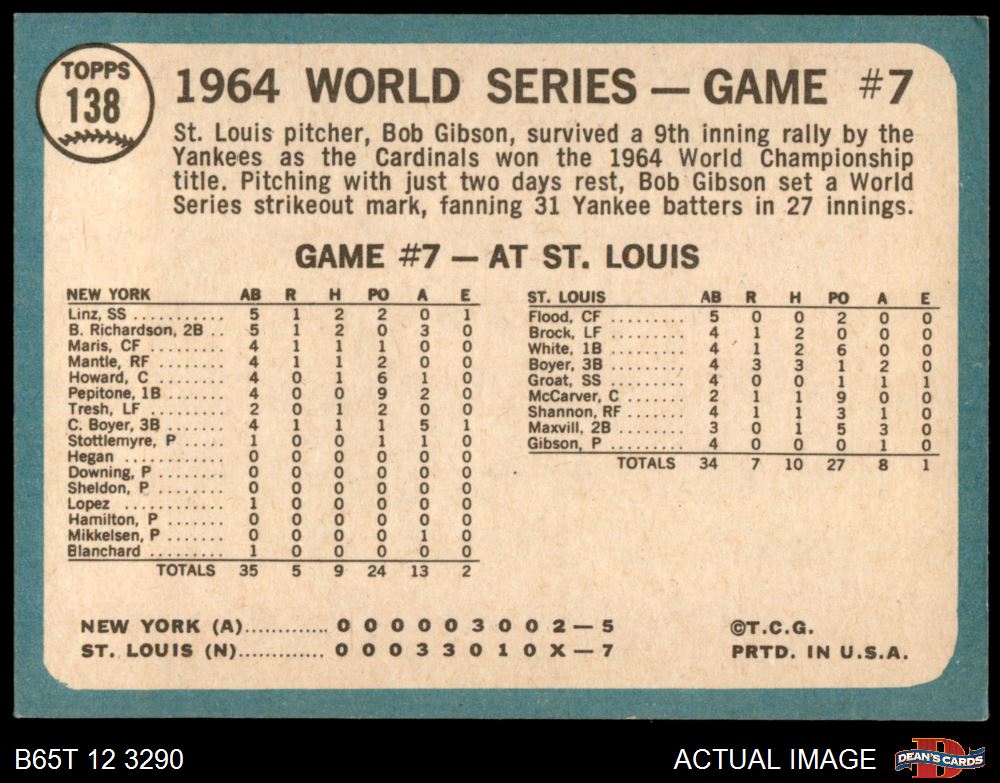 TOPPS
138
1964 WORLD SERIES — GAME #7
St. Louis pitcher, Bob Gibson, survived a 9th inning rally by the
Yankees as the Cardinals won the 1964 World Championship
title. Pitching with just two days rest, Bob Gibson set a World
Series strikeout mark, fanning 31 Yankee batters in 27 innings.
GAME #7 — AT ST. LOUIS
NEW YORK AB R H PO A E
Linz, SS ........... 5 1 2 2 0 1
B. Richardson, 2B .. 5 1 2 0 3 0
Maris, CF ......... 4 1 1 1 0 0
Mantle, RF ........ 4 1 1 2 0 0
Howard, C ........ 4 0 1 6 1 0
Pepitone, 1B ...... 4 0 0 9 2 0
Tresh, LF ......... 2 0 1 2 0 0
C. Boyer, 3B ...... 4 1 1 1 5 1
Stottlemyre, P ..... 1 0 0 1 1 0
Hegan ............ 0 0 0 0 0 0
Downing, P ....... 0 0 0 0 0 0
Sheldon, P ........ 0 0 0 0 0 0
Lopez ............ 1 0 0 0 0 0
Hamilton, P ....... 0 0 0 0 0 0
Mikkelsen, P ...... 0 0 0 0 1 0
Blanchard ......... 1 0 0 0 0 0
TOTALS 35 5 9 24 13 2
ST. LOUIS AB R H PO A E
Flood, CF .......... 5 0 0 2 0 0
Brock, LF .......... 4 1 2 0 0 0
White, 1B .......... 4 1 2 6 0 0
Boyer, 3B .......... 4 3 3 1 2 0
Groat, SS .......... 4 0 0 1 1 1
McCarver, C ....... 2 1 1 9 0 0
Shannon, RF ....... 4 1 1 3 1 0
Maxvill, 2B ........ 3 0 1 5 3 0
Gibson, P .......... 4 0 0 0 1 0
TOTALS 34 7 10 27 8 1
NEW YORK (A)............. 0 0 0 0 0 3 0 0 2 — 5
ST. LOUIS (N)............. 0 0 0 3 3 0 1 0 X — 7
©T.C.G.
PRTD. IN U.S.A.
B65T 12 3290
ACTUAL IMAGE
D
DEAN'S CARDS